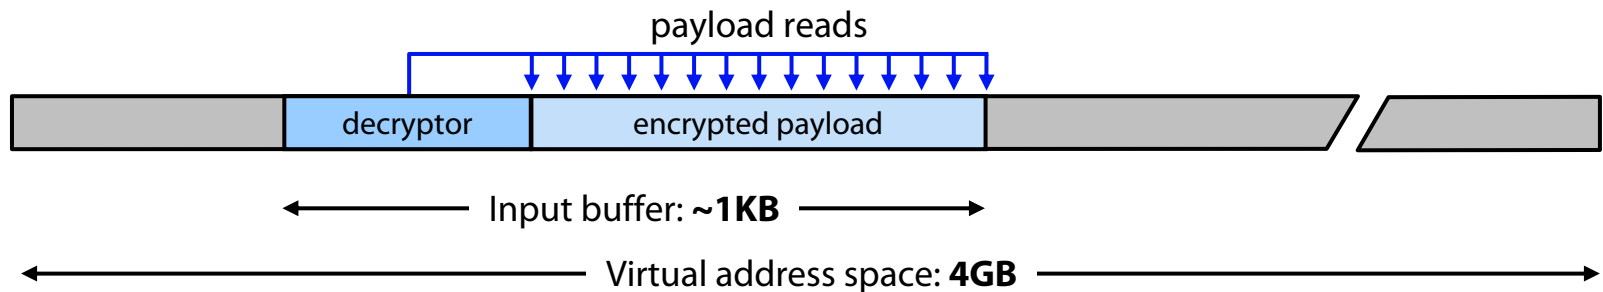 payload reads
decryptor
encrypted payload
Input buffer: ~1KB
Virtual address space: 4GB